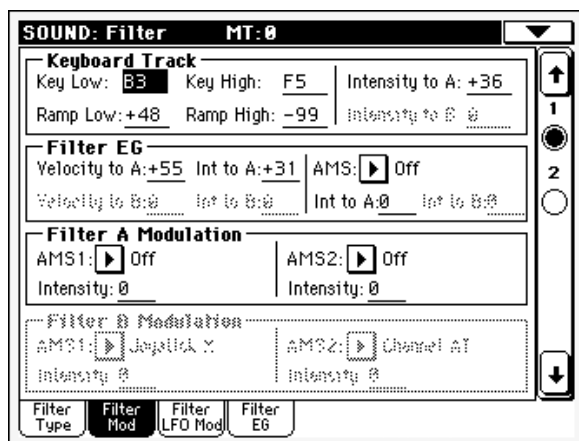 SOUND: Filter MT:0
Keyboard Track
Key Low: B3 Key High: F5 Intensity to A: +36
Ramp Low:+48 Ramp High: -99 Intensity to B 0
1
2
Filter EG
Velocity to A:+55 Int to A:+31 AMS: Off
Velocity to B:0 Int to B:0 Int to A:0 Int to B:0
Filter A Modulation
AMS1: Off AMS2: Off
Intensity: 0 Intensity: 0
Filter B Modulation
AMS1: Joystick X AMS2: Channel AT
Intensity 0 Intensity 0
Filter Type Filter Mod Filter LFO Mod Filter EG